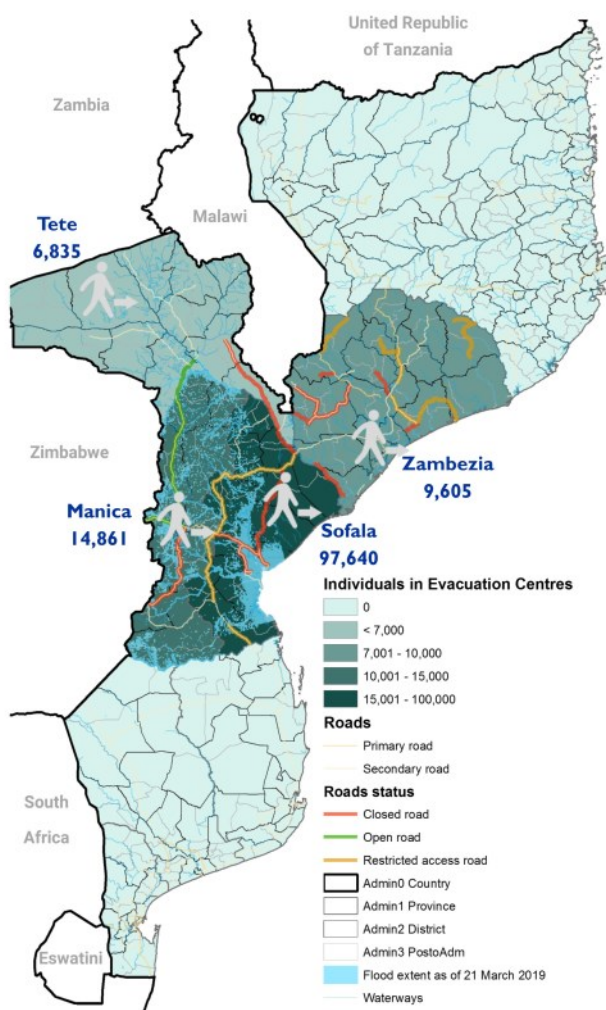 United Republic
of Tanzania
Zambia
Malawi
Tete
6,835
Zimbabwe
Zambezia
9,605
Manica
14,861
Sofala
97,640
Individuals in Evacuation Centres
0
< 7,000
7,001 - 10,000
10,001 - 15,000
15,001 - 100,000
Roads
Primary road
Secondary road
Roads status
Closed road
Open road
Restricted access road
Admin0 Country
Admin1 Province
Admin2 District
Admin3 PostoAdm
Flood extent as of 21 March 2019
Waterways
South
Africa
Eswatini